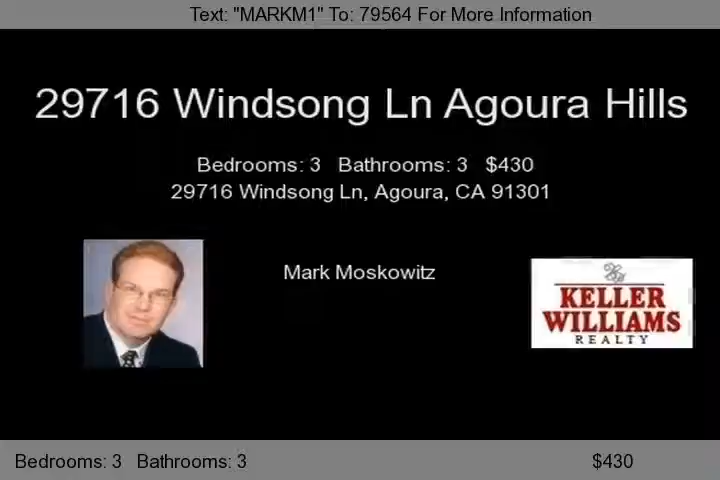 Text: "MARKM1" To: 79564 For More Information
29716 Windsong Ln Agoura Hills
Bedrooms: 3 Bathrooms: 3 $430
29716 Windsong Ln, Agoura, CA 91301
Mark Moskowitz
KELLER
WILLIAMS
REALTY
Bedrooms: 3 Bathrooms: 3 $430